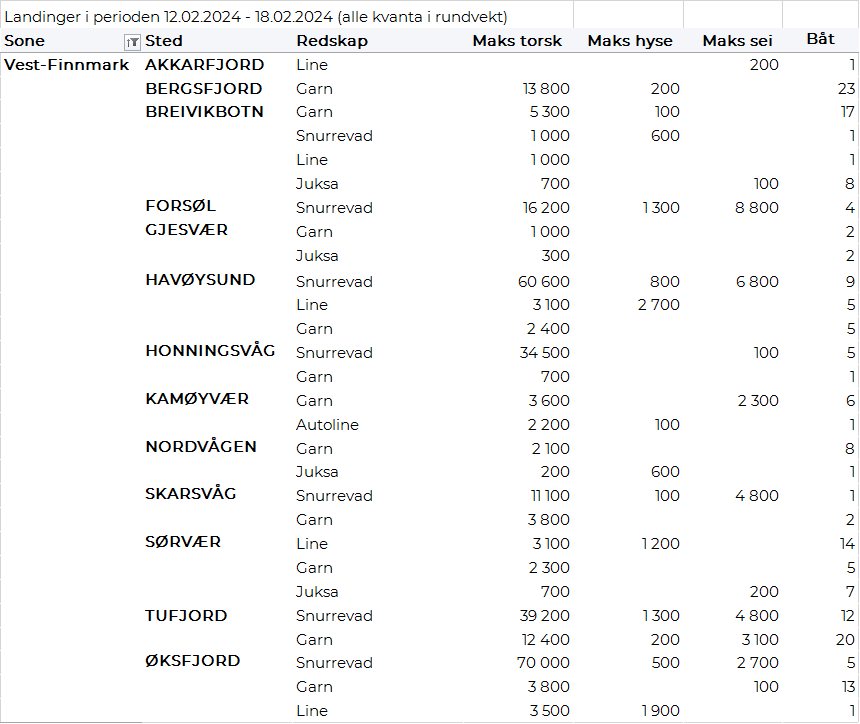 Landinger i perioden 12.02.2024 - 18.02.2024 (alle kvanta i rundvekt)
Sone Sted Redskap Maks torsk Maks hyse Maks sei Båt
Vest-Finnmark AKKARFJORD Line 200 1
BERGSFJORD Garn 13 800 200 23
BREIVIKBOTN Garn 5 300 100 17
Snurrevad 1 000 600 1
Line 1 000 1
Juksa 700 100 8
FORSØL Snurrevad 16 200 1 300 8 800 4
GJESVÆR Garn 1 000 2
Juksa 300 2
HAVØYSUND Snurrevad 60 600 800 6 800 9
Line 3 100 2 700 5
Garn 2 400 5
HONNINGSVÅG Snurrevad 34 500 100 5
Garn 700 1
KAMØYVÆR Garn 3 600 2 300 6
Autoline 2 200 100 1
NORDVÅGEN Garn 2 100 8
Juksa 200 600 1
SKARSVÅG Snurrevad 11 100 100 4 800 1
Garn 3 800 2
SØRVÆR Line 3 100 1 200 14
Garn 2 300 5
Juksa 700 200 7
TUFJORD Snurrevad 39 200 1 300 4 800 12
Garn 12 400 200 3 100 20
ØKSFJORD Snurrevad 70 000 500 2 700 5
Garn 3 800 100 13
Line 3 500 1 900 1